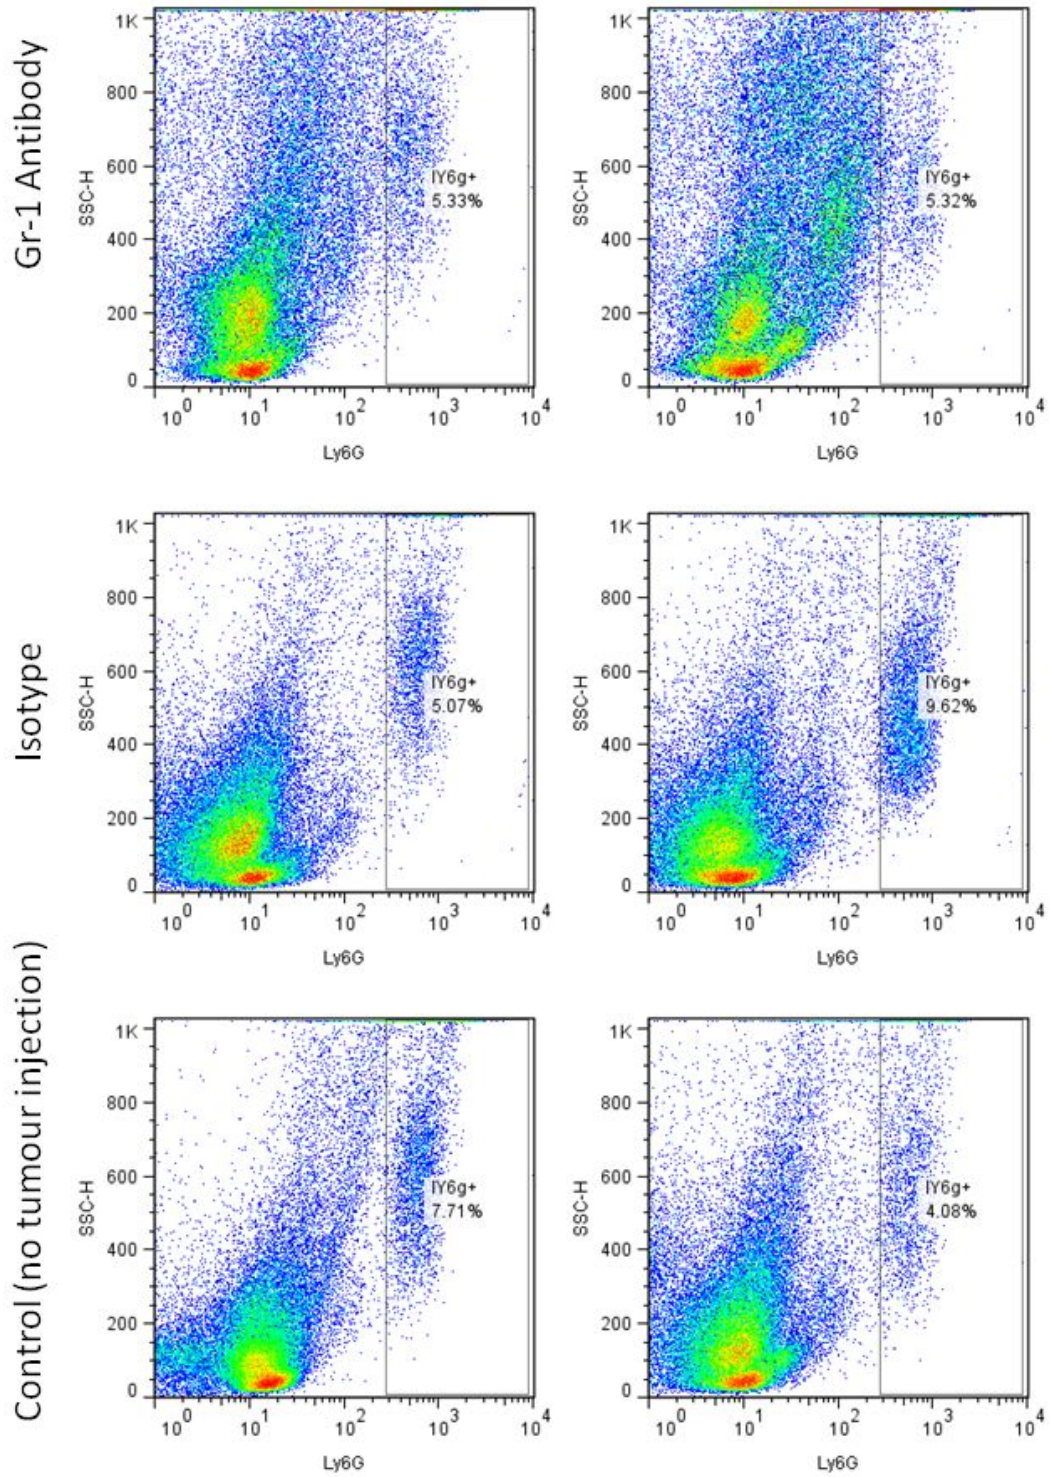 Gr-1 Antibody
1K
800
600
400
200
0
SSC-H
lY6g+
5.33%
10^0 10^1 10^2 10^3 10^4
Ly6G
1K
800
600
400
200
0
SSC-H
lY6g+
5.32%
10^0 10^1 10^2 10^3 10^4
Ly6G
Isotype
1K
800
600
400
200
0
SSC-H
lY6g+
5.07%
10^0 10^1 10^2 10^3 10^4
Ly6G
1K
800
600
400
200
0
SSC-H
lY6g+
9.62%
10^0 10^1 10^2 10^3 10^4
Ly6G
Control (no tumour injection)
1K
800
600
400
200
0
SSC-H
lY6g+
7.71%
10^0 10^1 10^2 10^3 10^4
Ly6G
1K
800
600
400
200
0
SSC-H
lY6g+
4.08%
10^0 10^1 10^2 10^3 10^4
Ly6G